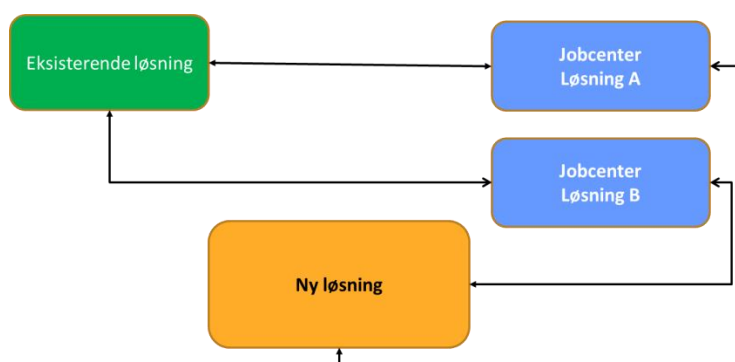 Eksisterende løsning
Jobcenter
Løsning A
Jobcenter
Løsning B
Ny løsning